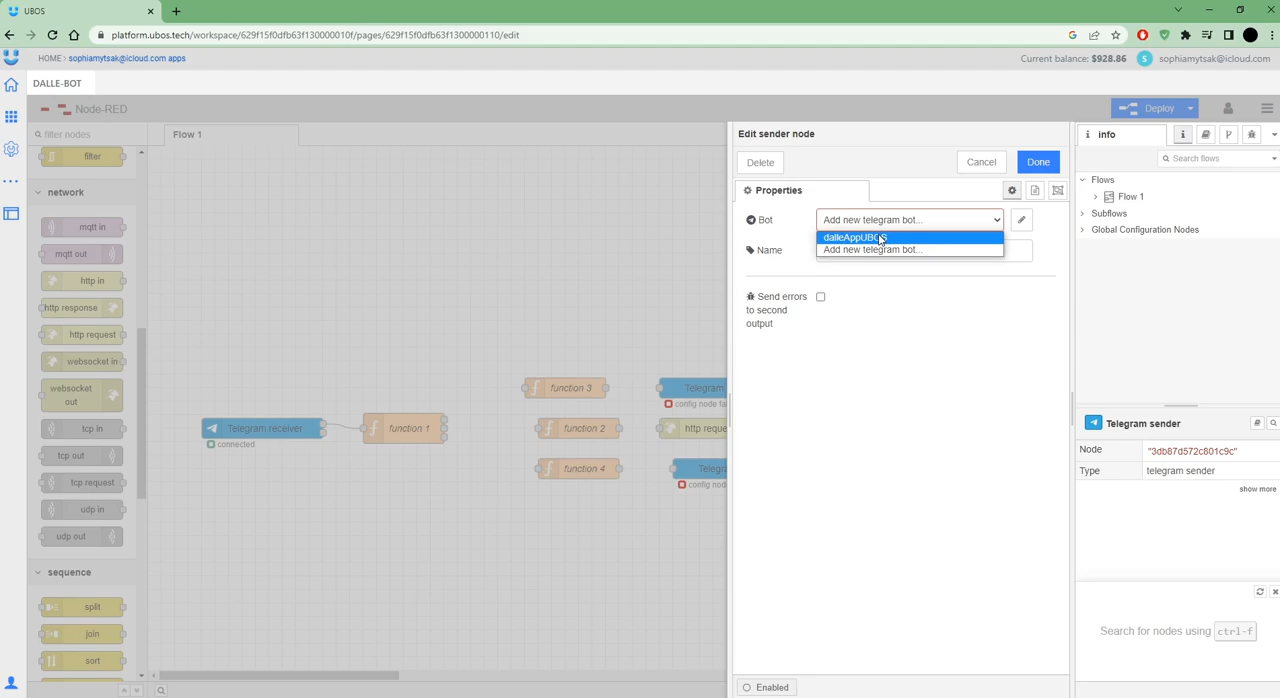 UBOS
platform.ubos.tech/workspace/629f15f0dfb63f130000010f/pages/629f15f0dfb63f1300000110/edit
HOME > sophiamytsak@icloud.com apps
Current balance: $928.86 S sophiamytsak@icloud.com
DALLE-BOT
Node-RED
Deploy
filter nodes
Flow 1
filter
network
mqtt in
mqtt out
http in
http response
http request
websocket in
websocket
out
tcp in
tcp out
tcp request
udp in
udp out
sequence
split
join
sort
Telegram receiver
connected
function 1
function 3
function 2
function 4
Telegram
config node fa
http reque
Telegr
config nod
Edit sender node
Delete
Cancel
Done
Properties
Bot
Add new telegram bot...
dalleAppUBOS
Add new telegram bot...
Name
Send errors
to second
output
Enabled
info
Search flows
Flows
Flow 1
Subflows
Global Configuration Nodes
Telegram sender
Node "3db87d572c801c9c"
Type telegram sender
show more
Search for nodes using ctrl-f